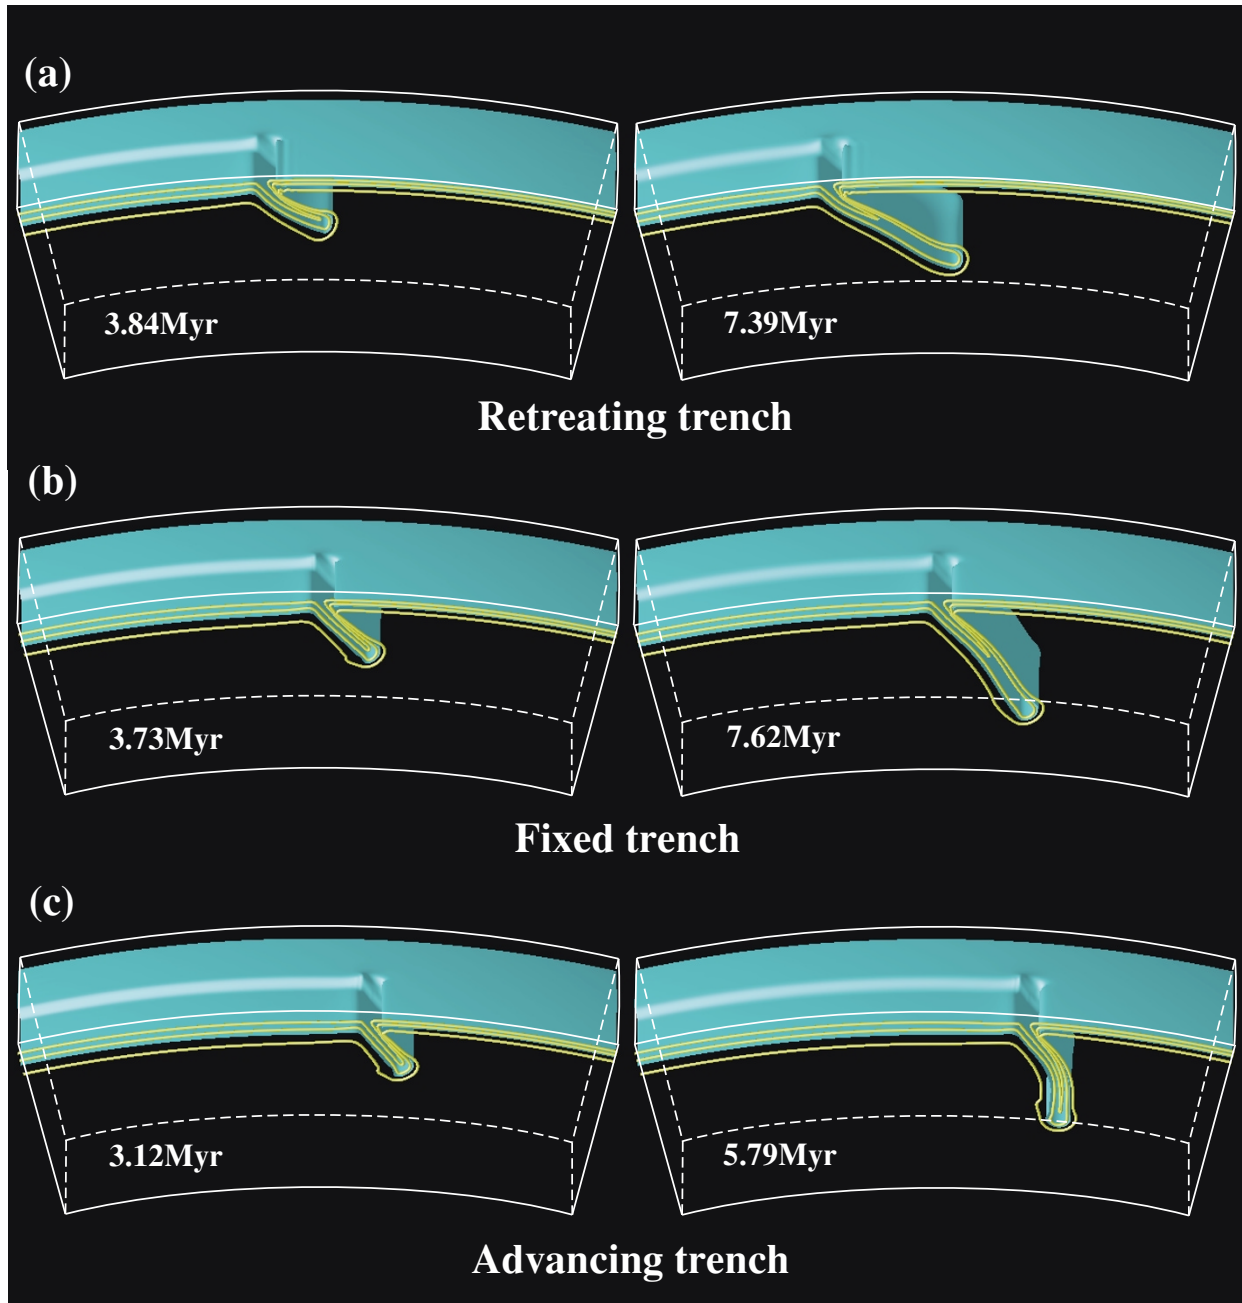 (a)
3.84Myr
7.39Myr
Retreating trench
(b)
3.73Myr
7.62Myr
Fixed trench
(c)
3.12Myr
5.79Myr
Advancing trench